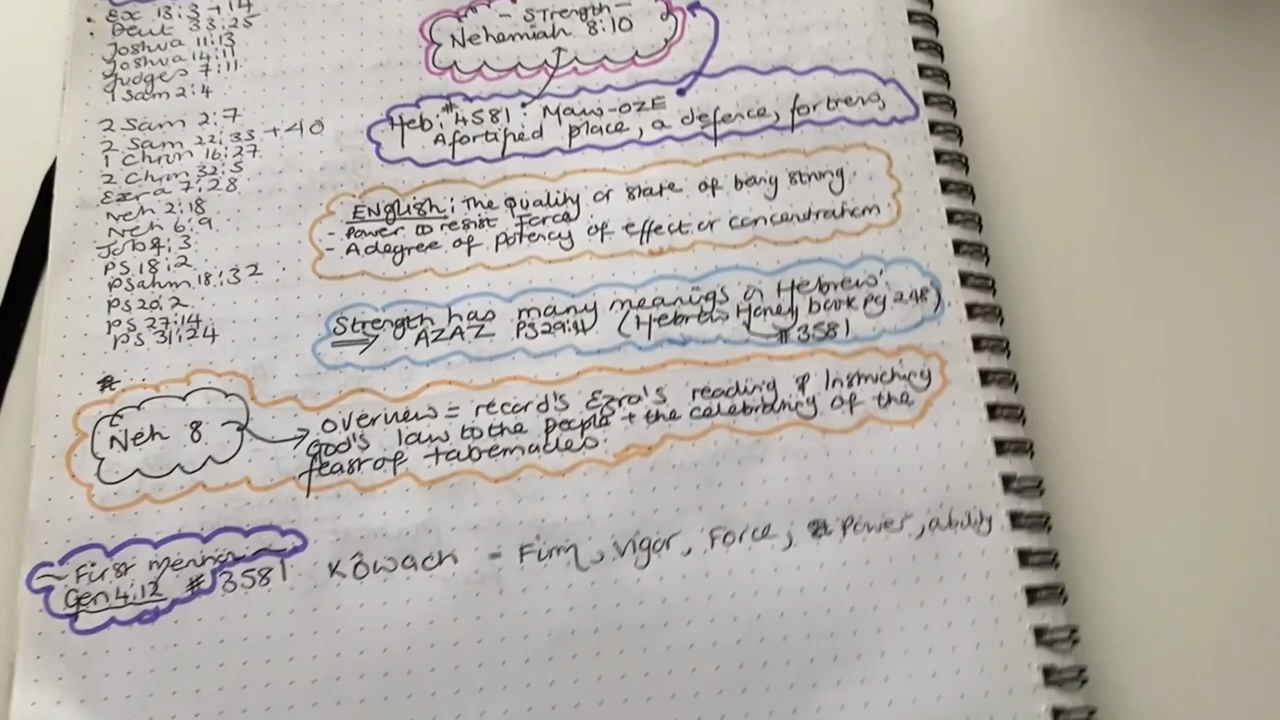 Ex 13:3 + 14
Deut 33:25
Joshua 11:13
Joshua 14:11
Judges 7:11
1 Sam 2:4
2 Sam 2:7
2 Sam 22:33 + 40
1 Chron 16:27
2 Chron 32:5
Ezra 7:28
Neh 2:18
Neh 6:9
Job 9:3
PS 18:2
Psahm 18:32
PS 20:2
PS 27:14
PS 31:24
- Strength -
Nehemiah 8:10
Heb: #4581: Maw-OZE
A fortified place, a defence, fortress,
English: The quality or state of being strong.
- Power to resist Force
- A degree of potency of effect or concentration
Strength has many meanings in Hebrews:
AZAZ PS 29:11 (Hebrew Honey book pg 248)
#3581
Neh 8
overview = record's Ezra's reading & Instructing
God's law to the people + the celebrancy of the
feast of tabernacles.
First mention
Gen 4:12 #3581 Kôwach - Firm, vigor, Force, Power, ability